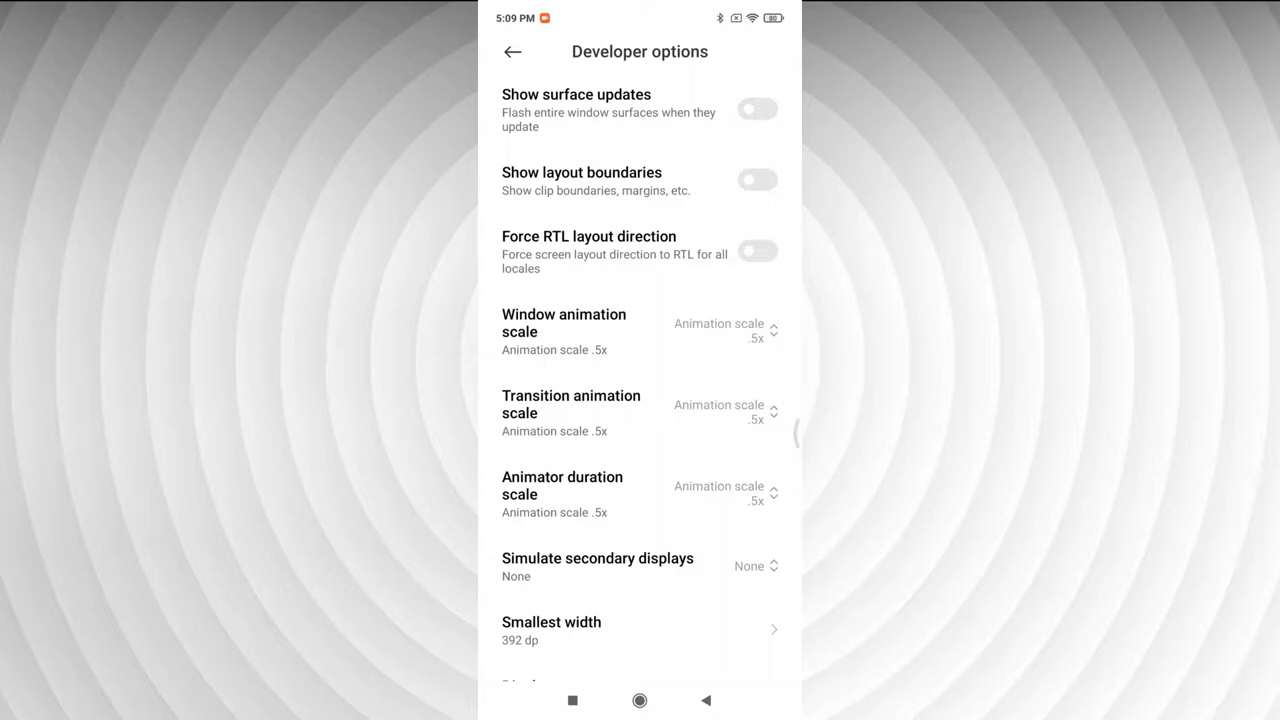 5:09 PM
80
Developer options
Show surface updates
Flash entire window surfaces when they
update
Show layout boundaries
Show clip boundaries, margins, etc.
Force RTL layout direction
Force screen layout direction to RTL for all
locales
Window animation
scale
Animation scale .5x
Animation scale
.5x
Transition animation
scale
Animation scale .5x
Animation scale
.5x
Animator duration
scale
Animation scale .5x
Animation scale
.5x
Simulate secondary displays
None
None
Smallest width
392 dp